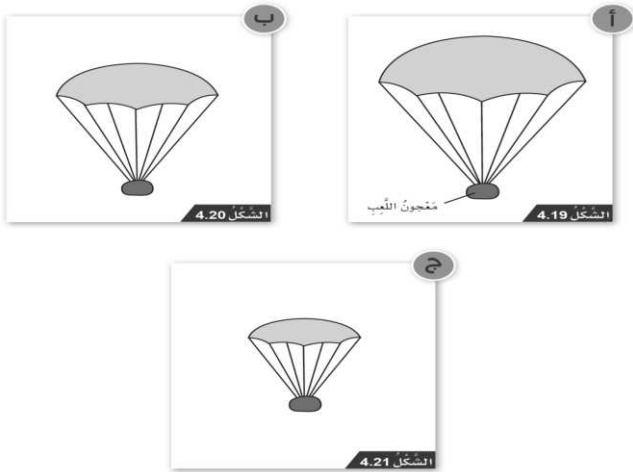 أ
مَعْجونُ اللَّعِبِ
الشَّكْلُ 4.19
ب
الشَّكْلُ 4.20
ج
الشَّكْلُ 4.21